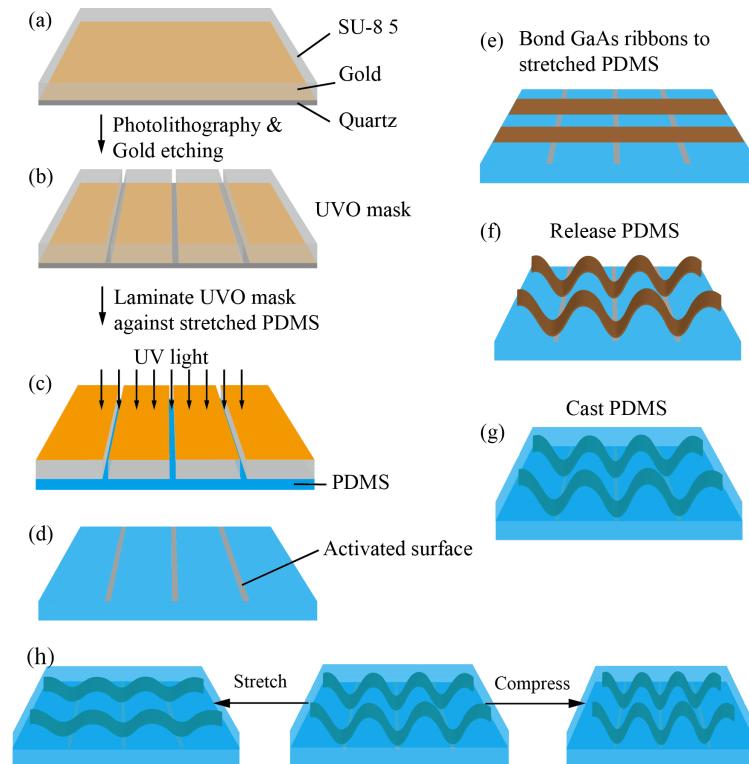 (a)
SU-8 5
Gold
Quartz
Photolithography &
Gold etching
(b)
UVO mask
Laminate UVO mask
against stretched PDMS
UV light
(c)
PDMS
(d)
Activated surface
(e)
Bond GaAs ribbons to
stretched PDMS
(f)
Release PDMS
Cast PDMS
(g)
(h)
Stretch
Compress